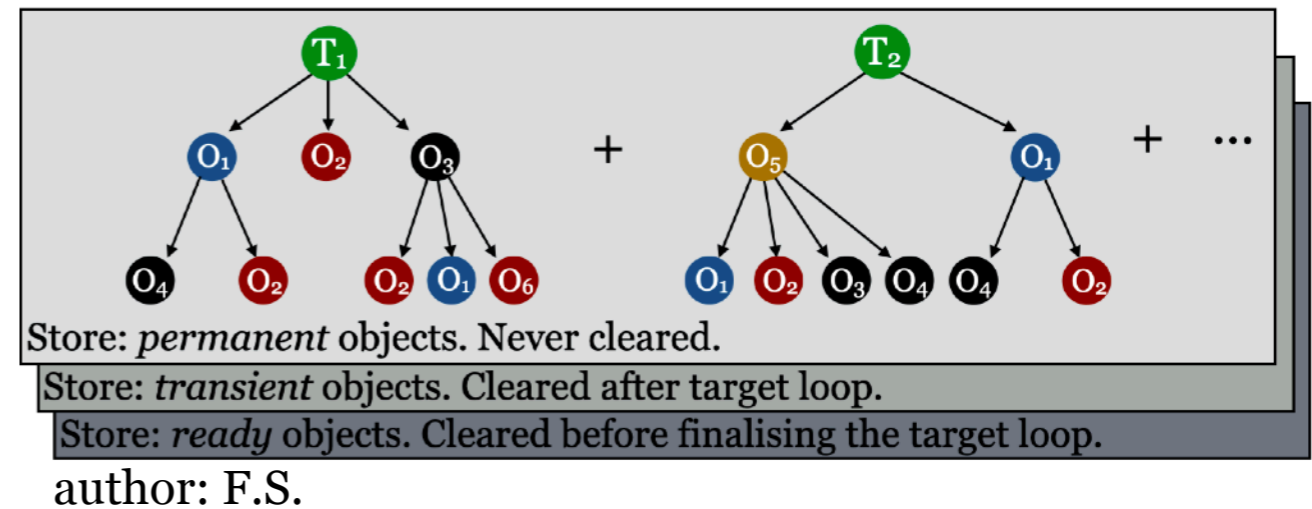 T₁ T₂
O₁ O₂ O₃ + O₅ O₁ + ...
O₄ O₂ O₂ O₁ O₆ O₁ O₂ O₃ O₄ O₄ O₂
Store: permanent objects. Never cleared.
Store: transient objects. Cleared after target loop.
Store: ready objects. Cleared before finalising the target loop.
author: F.S.